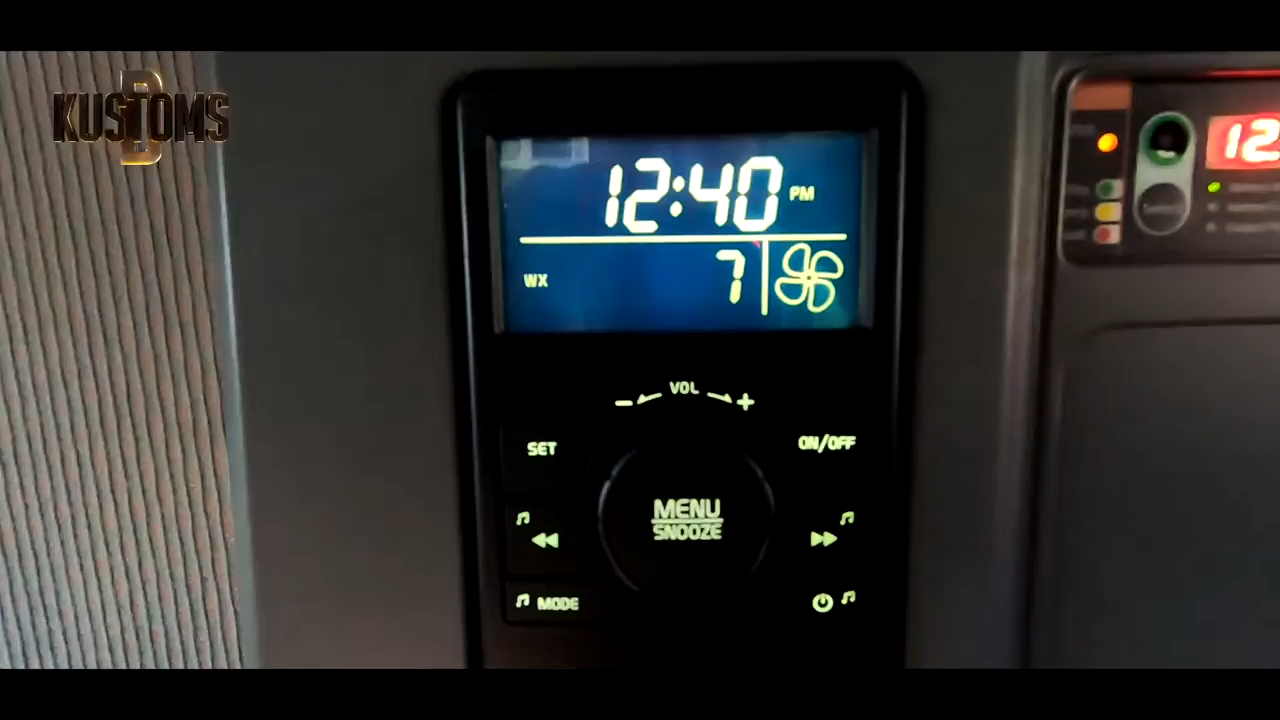 KUSTOMS
D
12:40 PM
WX 7
12
- VOL +
SET
ON/OFF
MENU
SNOOZE
MODE